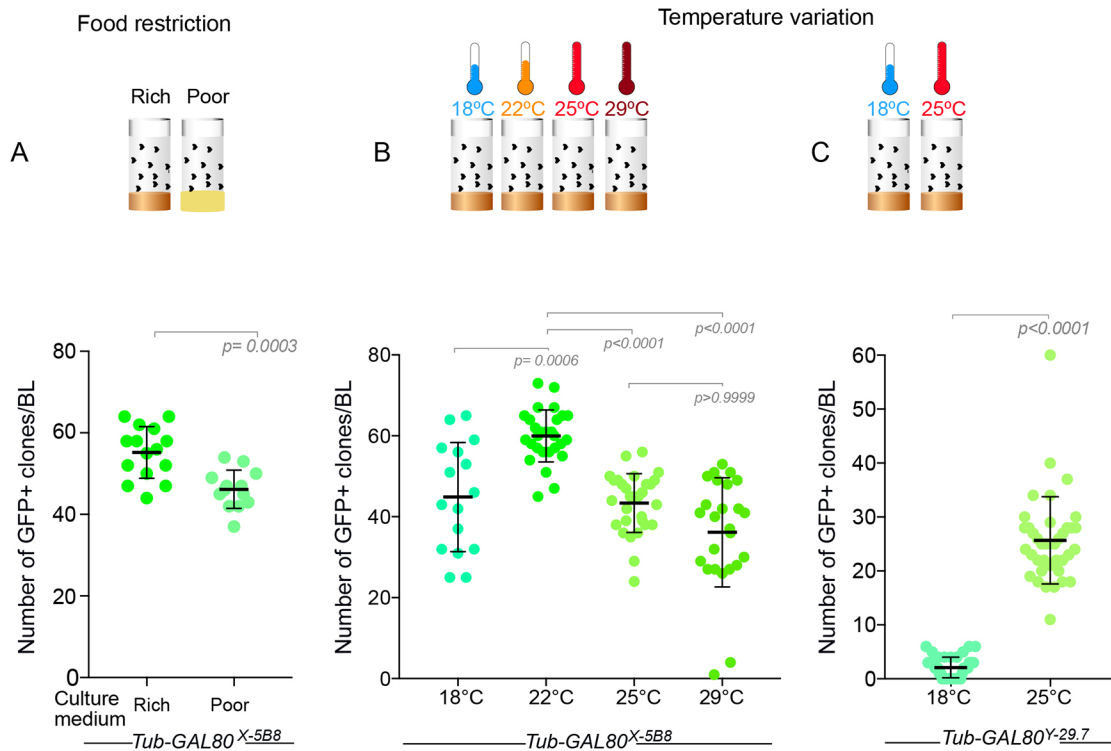 Food restriction
Temperature variation
Rich Poor
18ºC 22ºC 25ºC 29ºC
18ºC 25ºC
A
B
C
p= 0.0003
Number of GFP+ clones/BL
80
60
40
20
0
Culture medium
Rich
Poor
Tub-GAL80 X-5B8
p<0.0001
p= 0.0006
p<0.0001
p>0.9999
Number of GFP+ clones/BL
80
60
40
20
0
18°C
22°C
25°C
29°C
Tub-GAL80X-5B8
p<0.0001
Number of GFP+ clones/BL
60
50
40
30
20
10
0
18°C
25°C
Tub-GAL80Y-29.7